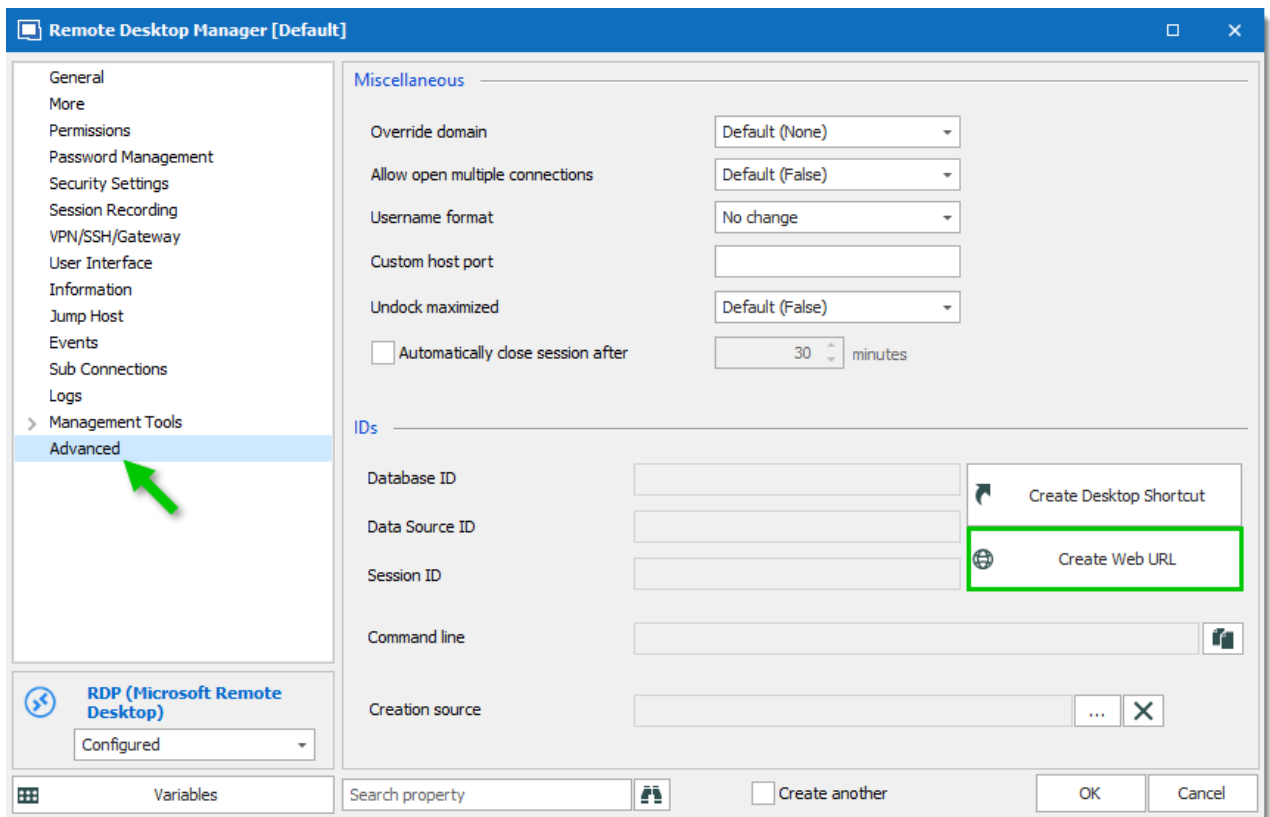 Remote Desktop Manager [Default]
General
More
Permissions
Password Management
Security Settings
Session Recording
VPN/SSH/Gateway
User Interface
Information
Jump Host
Events
Sub Connections
Logs
Management Tools
Advanced
RDP (Microsoft Remote
Desktop)
Configured
Variables
Miscellaneous
Override domain
Default (None)
Allow open multiple connections
Default (False)
Username format
No change
Custom host port
Undock maximized
Default (False)
Automatically close session after
30
minutes
IDs
Database ID
Data Source ID
Session ID
Create Desktop Shortcut
Create Web URL
Command line
Creation source
...
Search property
Create another
OK
Cancel